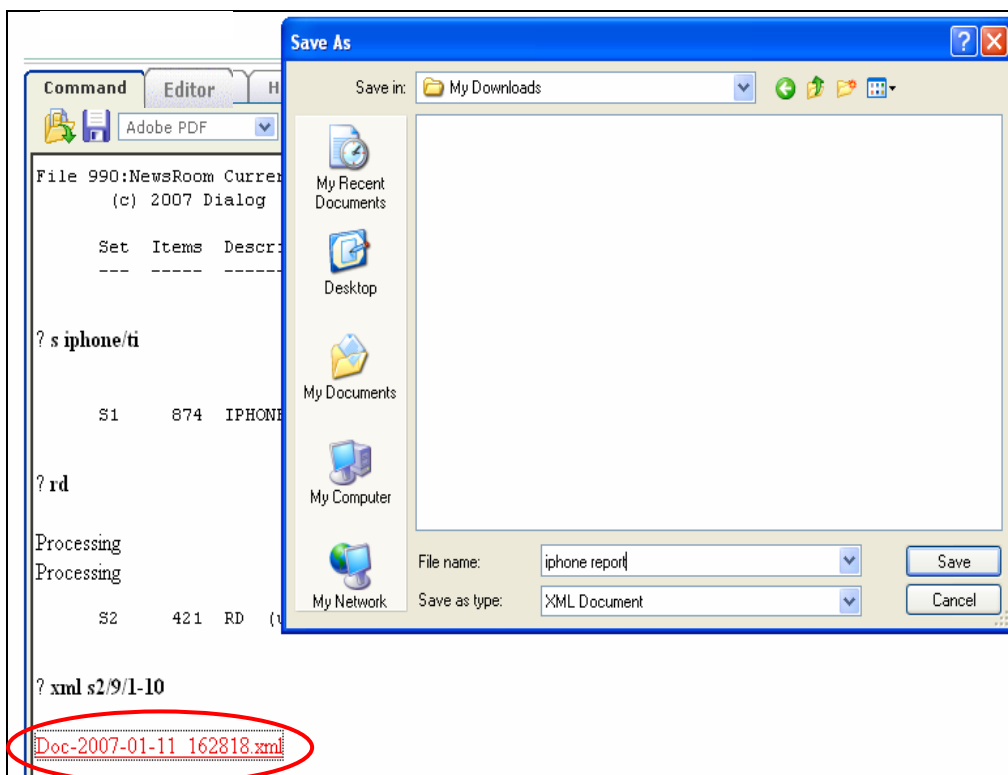 Save As
Save in: My Downloads
My Recent
Documents
Desktop
My Documents
My Computer
My Network
File name: iphone report Save
Save as type: XML Document Cancel
Command Editor
Adobe PDF
File 990:NewsRoom
(c) 2007 Dialog
Set Items
--- ----- ------
? s iphone/ti
S1 874 IPHONE
? rd
Processing
Processing
S2 421 RD
? xml s2/9/1-10
Doc-2007-01-11_162818.xml